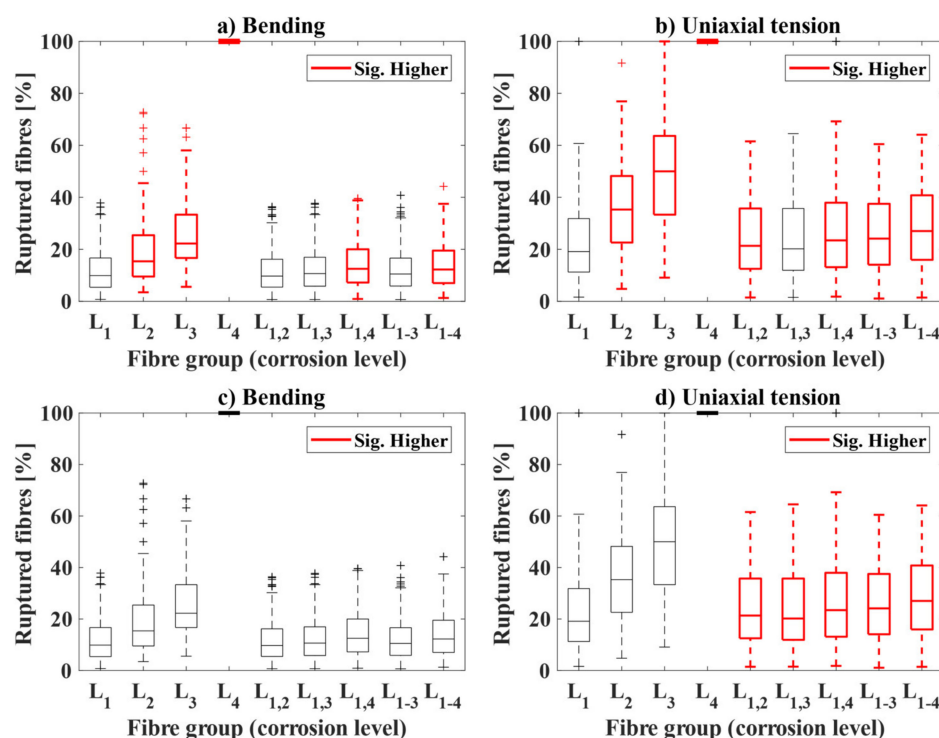 a) Bending
b) Uniaxial tension
Ruptured fibres [%]
100
80
60
40
20
0
Sig. Higher
L1 L2 L3 L4 L1,2 L1,3 L1,4 L1-3 L1-4
Fibre group (corrosion level)
Ruptured fibres [%]
100
80
60
40
20
0
Sig. Higher
L1 L2 L3 L4 L1,2 L1,3 L1,4 L1-3 L1-4
Fibre group (corrosion level)
c) Bending
d) Uniaxial tension
Ruptured fibres [%]
100
80
60
40
20
0
Sig. Higher
L1 L2 L3 L4 L1,2 L1,3 L1,4 L1-3 L1-4
Fibre group (corrosion level)
Ruptured fibres [%]
100
80
60
40
20
0
Sig. Higher
L1 L2 L3 L4 L1,2 L1,3 L1,4 L1-3 L1-4
Fibre group (corrosion level)